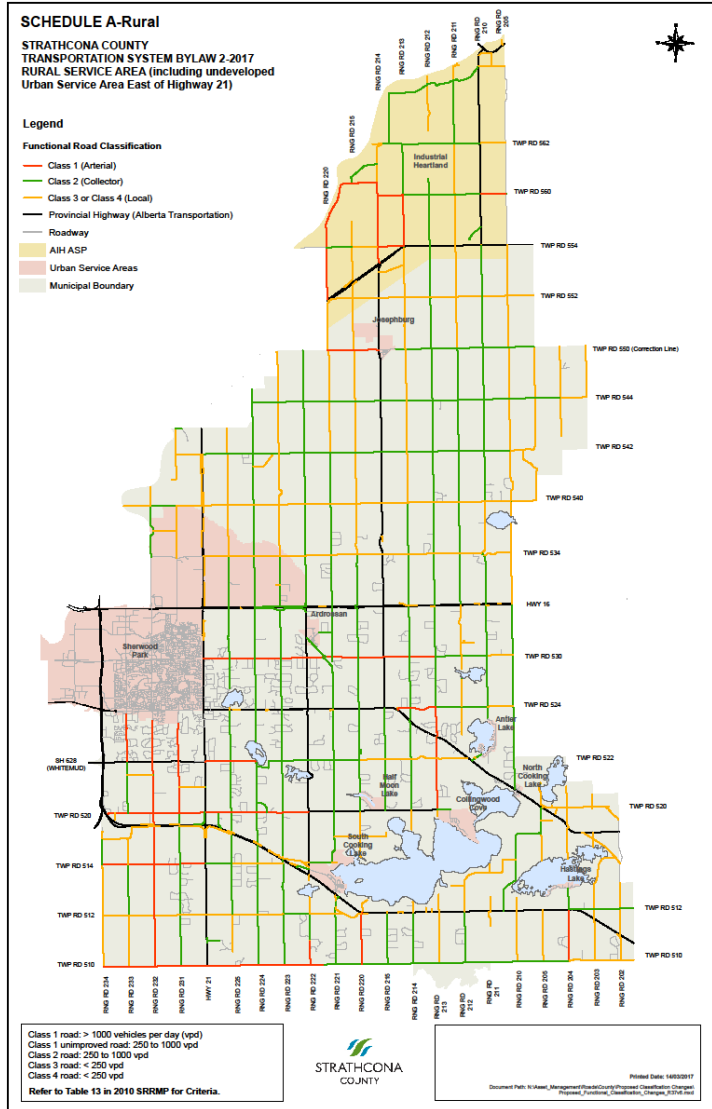 SCHEDULE A-Rural
STRATHCONA COUNTY
TRANSPORTATION SYSTEM BYLAW 2-2017
RURAL SERVICE AREA (including undeveloped
Urban Service Area East of Highway 21)
Legend
Functional Road Classification
Class 1 (Arterial)
Class 2 (Collector)
Class 3 or Class 4 (Local)
Provincial Highway (Alberta Transportation)
Roadway
AIH ASP
Urban Service Areas
Municipal Boundary
RNG RD 220
RNG RD 215
RNG RD 214
RNG RD 213
RNG RD 212
RNG RD 211
RNG RD
210
RNG RD
208
Industrial
Heartland
TWP RD 562
TWP RD 560
TWP RD 554
TWP RD 552
Josephburg
TWP RD 550 (Correction Line)
TWP RD 544
TWP RD 542
TWP RD 540
TWP RD 534
HWY 16
Ardrossan
Sherwood
Park
TWP RD 530
TWP RD 524
Antler
Lake
SH 628
(WHITEMUD)
TWP RD 522
North
Cooking
Lake
Half
Moon
Lake
Collingwood
Cove
TWP RD 520
TWP RD 520
South
Cooking
Lake
TWP RD 514
Hastings
Lake
TWP RD 512
TWP RD 512
TWP RD 510
TWP RD 510
RNG RD 234
RNG RD 233
RNG RD 232
RNG RD 231
HWY 21
RNG RD 225
RNG RD 224
RNG RD 223
RNG RD 222
RNG RD 221
RNG RD 220
RNG RD 215
RNG RD 214
RNG RD
213
RNG RD
212
RNG RD
211
RNG RD 210
RNG RD 205
RNG RD 204
RNG RD 203
RNG RD 202
Class 1 road: > 1000 vehicles per day (vpd)
Class 1 unimproved road: 250 to 1000 vpd
Class 2 road: 250 to 1000 vpd
Class 3 road: < 250 vpd
Class 4 road: < 250 vpd
Refer to Table 13 in 2010 SRRMP for Criteria.
STRATHCONA
COUNTY
Printed Date: 14/03/2017
Document Path: N:\Asset_Management\Roads\County\Proposed Classification Changes\
Proposed_Functional_Classification_Changes_R37v6.mxd